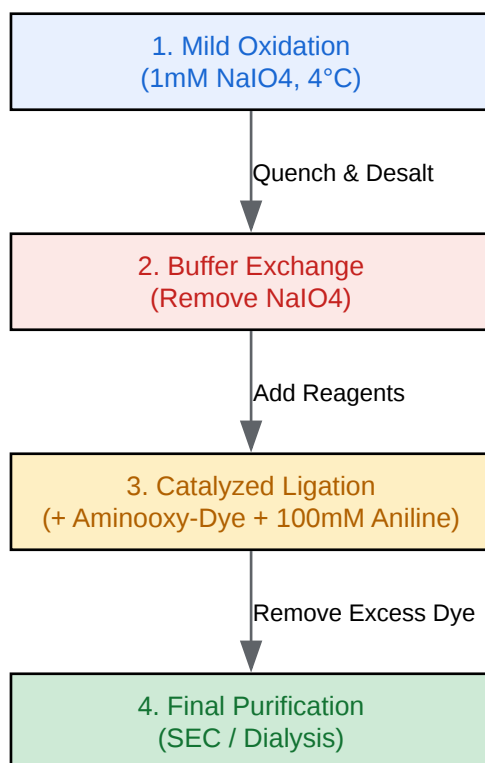 1. Mild Oxidation
(1mM NaIO4, 4°C)
Quench & Desalt
2. Buffer Exchange
(Remove NaIO4)
Add Reagents
3. Catalyzed Ligation
(+ Aminooxy-Dye + 100mM Aniline)
Remove Excess Dye
4. Final Purification
(SEC / Dialysis)